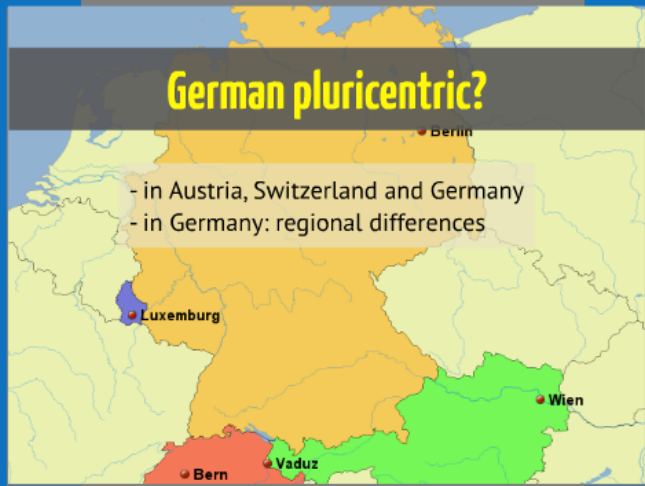 German pluricentric?
Berlin
- in Austria, Switzerland and Germany
- in Germany: regional differences
Luxemburg
Wien
Vaduz
Bern